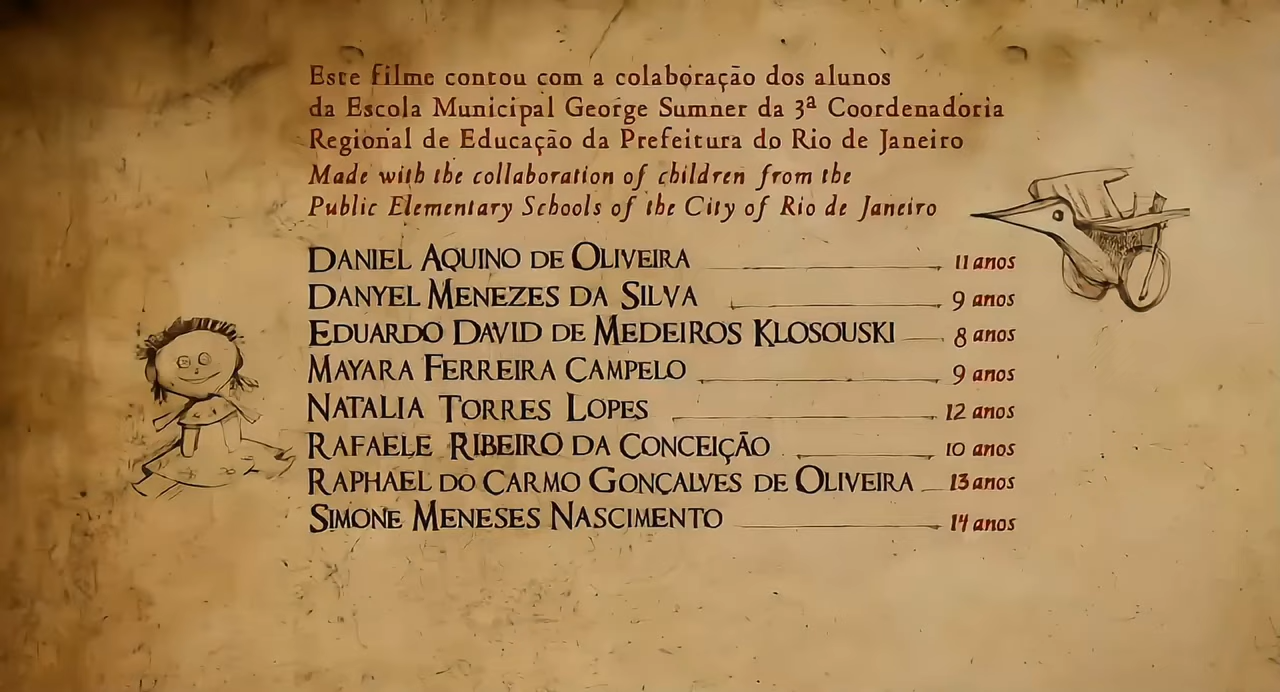 Este filme contou com a colaboração dos alunos
da Escola Municipal George Sumner da 3ª Coordenadoria
Regional de Educação da Prefeitura do Rio de Janeiro
Made with the collaboration of children from the
Public Elementary Schools of the City of Rio de Janeiro
DANIEL AQUINO DE OLIVEIRA 11 anos
DANYEL MENEZES DA SILVA 9 anos
EDUARDO DAVID DE MEDEIROS KLOSOUSKI 8 anos
MAYARA FERREIRA CAMPELO 9 anos
NATALIA TORRES LOPES 12 anos
RAFAELE RIBEIRO DA CONCEIÇÃO 10 anos
RAPHAEL DO CARMO GONÇALVES DE OLIVEIRA 13 anos
SIMONE MENESES NASCIMENTO 14 anos